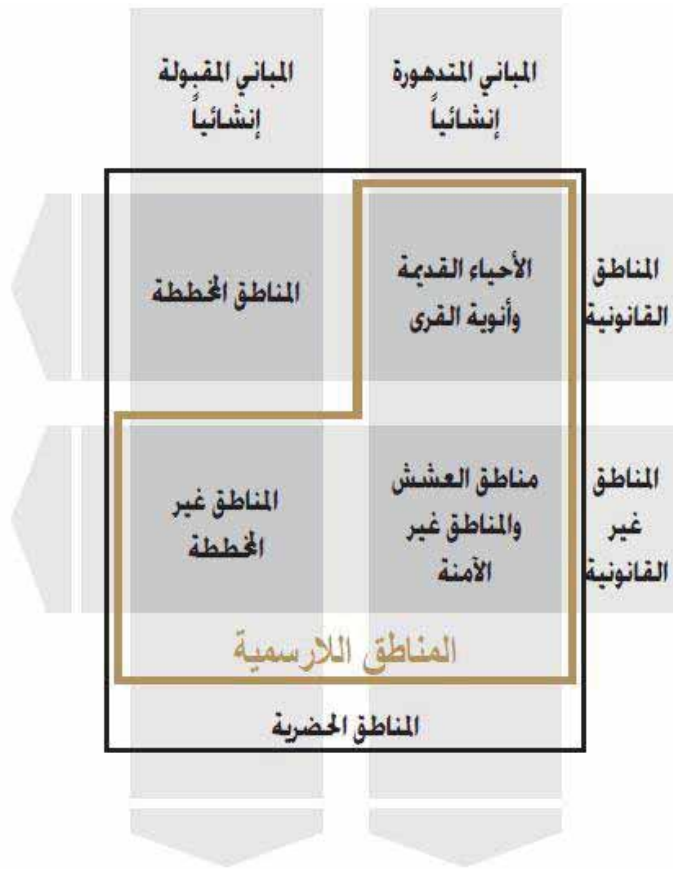 المباني المتدهورة
إنشائياً
المباني المقبولة
إنشائياً
المناطق
القانونية
الأحياء القديمة
وأنوية القرى
المناطق المخططة
المناطق
غير
القانونية
مناطق العشش
والمناطق غير
الآمنة
المناطق غير
المخططة
المناطق اللارسمية
المناطق الحضرية